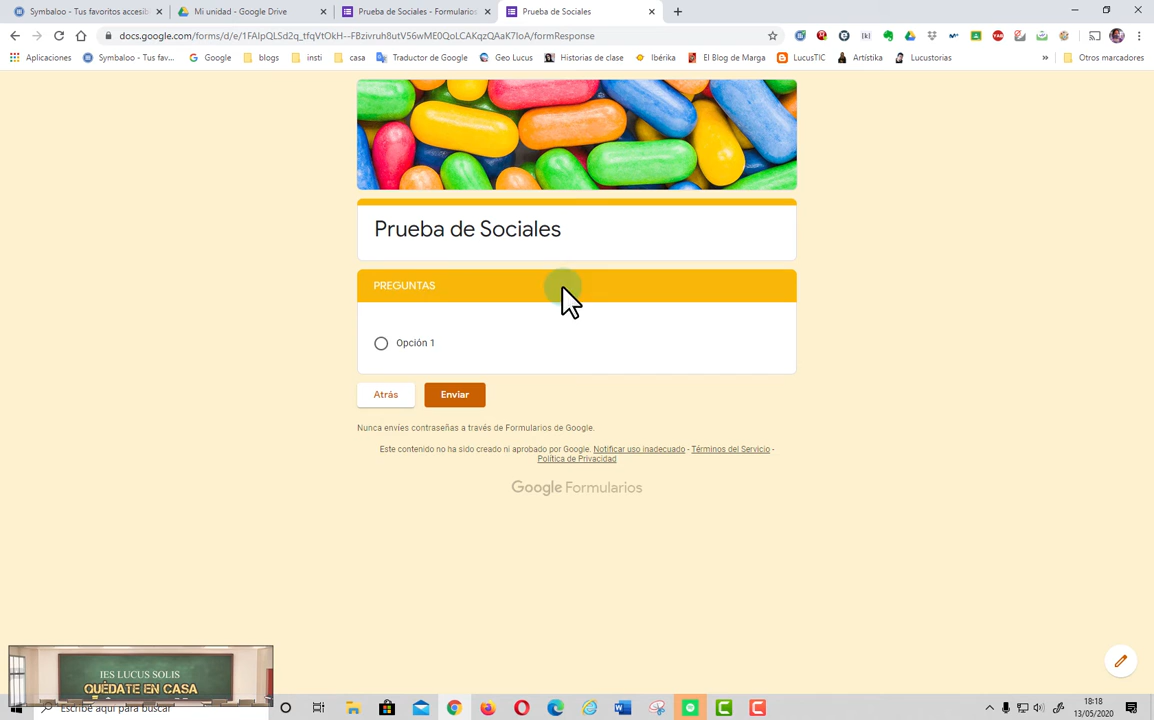 Symbaloo - Tus favoritos accesib
Mi unidad - Google Drive
Prueba de Sociales - Formularios
Prueba de Sociales
docs.google.com/forms/d/e/1FAIpQLSd2q_tfqVtOkH--FBzivruh8utV56wME0QoLCAKqzQAaK7IoA/formResponse
Aplicaciones
Symbaloo - Tus fav...
Google
blogs
insti
casa
Traductor de Google
Geo Lucus
Historias de clase
Ibérika
El Blog de Marga
LucusTIC
Artístika
Lucustorias
»
Otros marcadores
Prueba de Sociales
PREGUNTAS
Opción 1
Atrás
Enviar
Nunca envíes contraseñas a través de Formularios de Google.
Este contenido no ha sido creado ni aprobado por Google. Notificar uso inadecuado - Términos del Servicio -
Política de Privacidad
Google Formularios
IES LUCUS SOLIS
QUÉDATE EN CASA
Escribe aquí para buscar
18:18
13/05/2020